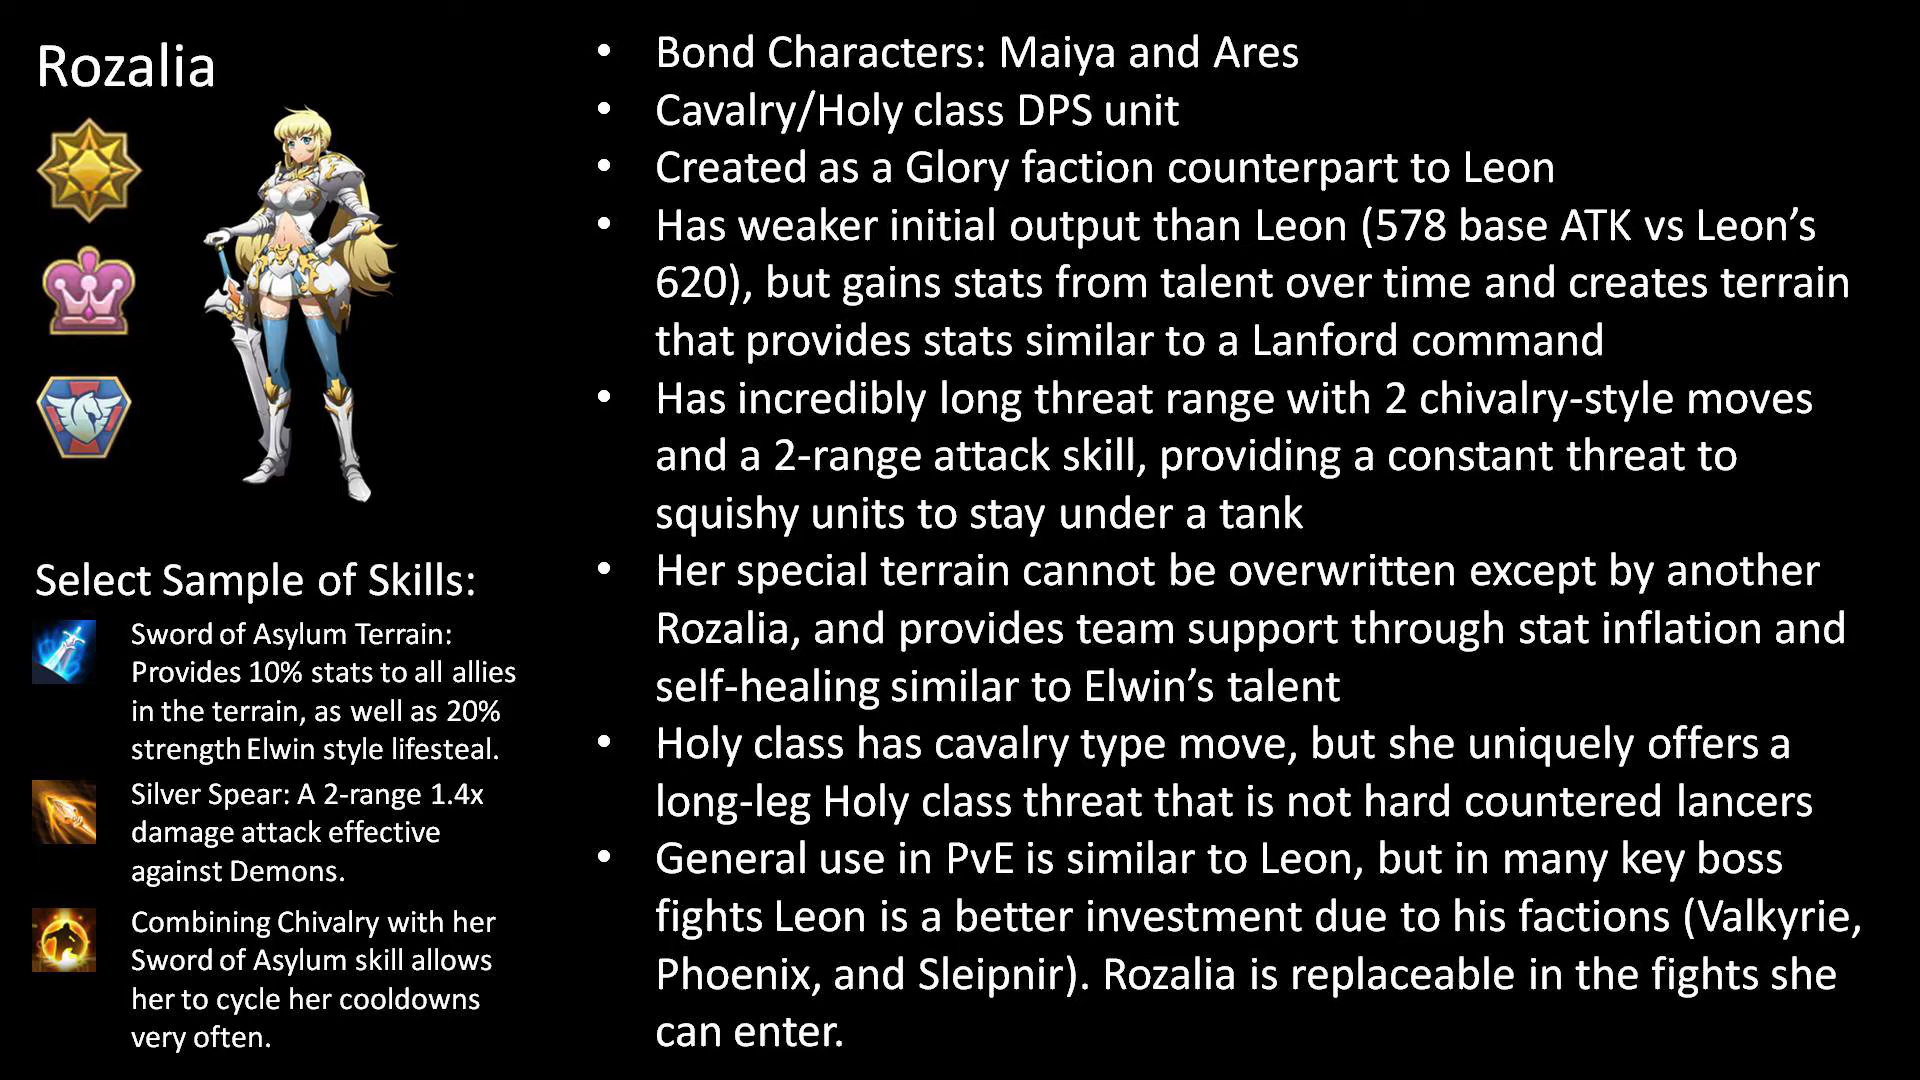 Rozalia
Select Sample of Skills:
Sword of Asylum Terrain:
Provides 10% stats to all allies
in the terrain, as well as 20%
strength Elwin style lifesteal.
Silver Spear: A 2-range 1.4x
damage attack effective
against Demons.
Combining Chivalry with her
Sword of Asylum skill allows
her to cycle her cooldowns
very often.
• Bond Characters: Maiya and Ares
• Cavalry/Holy class DPS unit
• Created as a Glory faction counterpart to Leon
• Has weaker initial output than Leon (578 base ATK vs Leon’s
620), but gains stats from talent over time and creates terrain
that provides stats similar to a Lanford command
• Has incredibly long threat range with 2 chivalry-style moves
and a 2-range attack skill, providing a constant threat to
squishy units to stay under a tank
• Her special terrain cannot be overwritten except by another
Rozalia, and provides team support through stat inflation and
self-healing similar to Elwin’s talent
• Holy class has cavalry type move, but she uniquely offers a
long-leg Holy class threat that is not hard countered lancers
• General use in PvE is similar to Leon, but in many key boss
fights Leon is a better investment due to his factions (Valkyrie,
Phoenix, and Sleipnir). Rozalia is replaceable in the fights she
can enter.